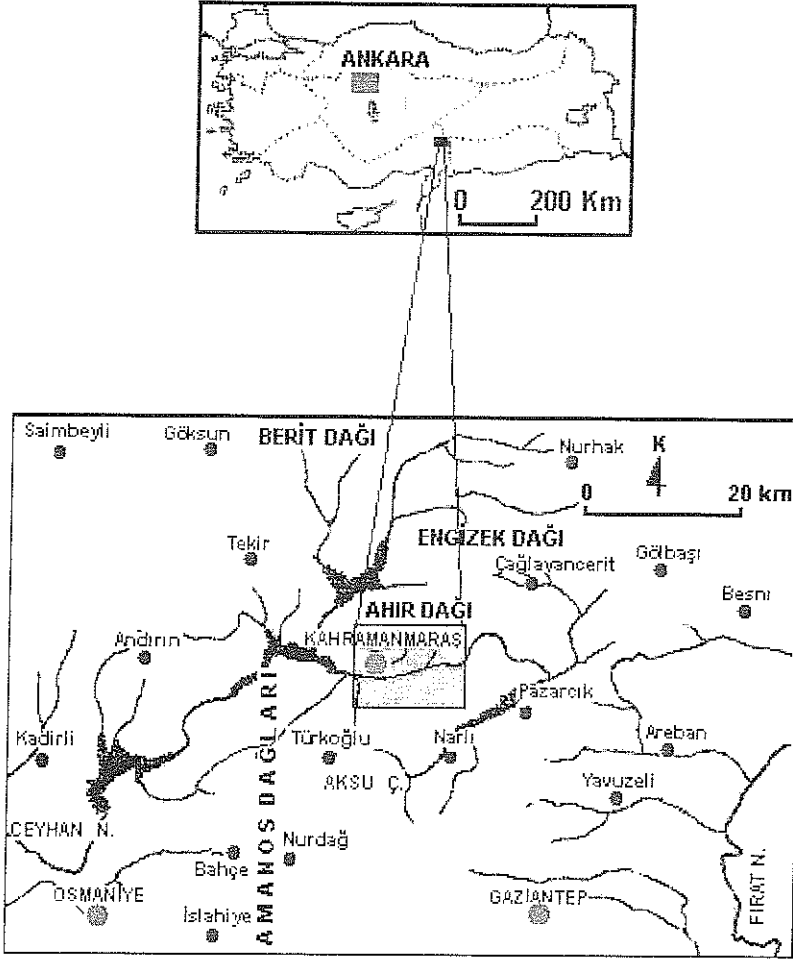 ANKARA
0 200 Km
Saimbeyli
Göksun
BERİT DAĞI
Nurhak
K
0 20 km
Tekir
ENGİZEK DAĞI
Çağlayancerit
Gölbaşı
Besni
AHIR DAĞI
KAHRAMANMARAŞ
Andırın
Pazarcık
Kadirli
Türkoğlu
Narlı
Areban
AKSU Ç.
Yavuzeli
AMANOS DAĞLARI
CEYHAN N.
Nurdağ
Bahçe
OSMANİYE
GAZİANTEP
FIRAT N.
İslahiye